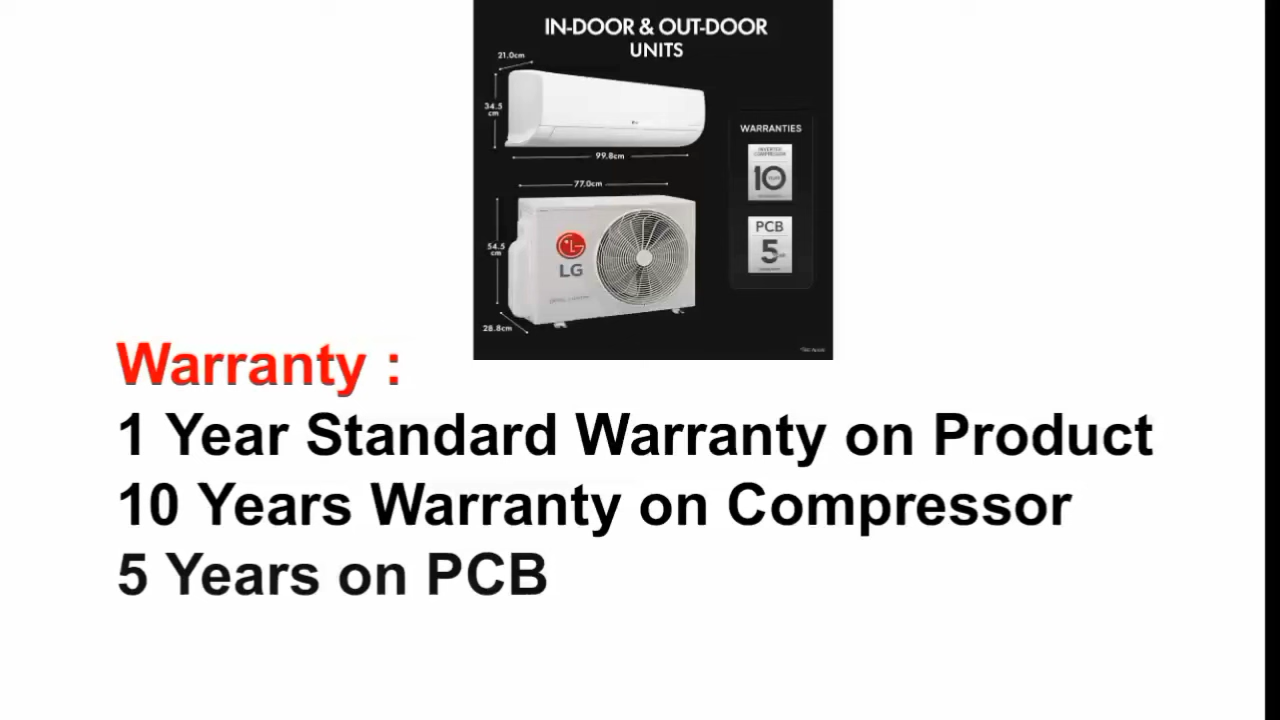 IN-DOOR & OUT-DOOR
UNITS
21.0cm
34.5
cm
99.8cm
77.0cm
54.5
cm
28.8cm
LG
WARRANTIES
INVERTER
COMPRESSOR
10
PCB
5
Warranty :
1 Year Standard Warranty on Product
10 Years Warranty on Compressor
5 Years on PCB